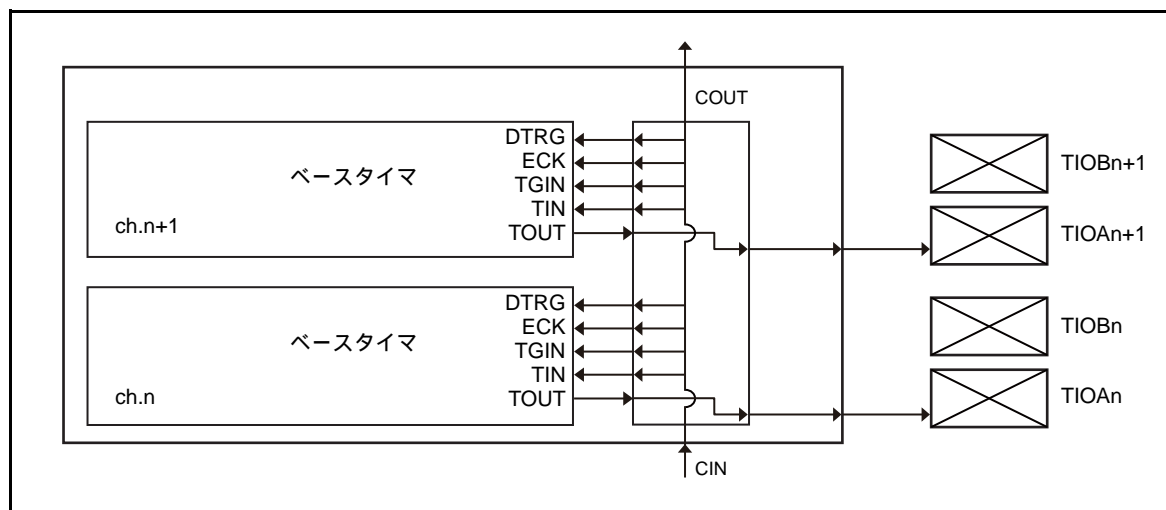 COUT
DTRG
ECK
TGIN
TIN
TOUT
ベースタイマ
ch.n+1
TIOBn+1
TIOAn+1
DTRG
ECK
TGIN
TIN
TOUT
ベースタイマ
ch.n
TIOBn
TIOAn
CIN